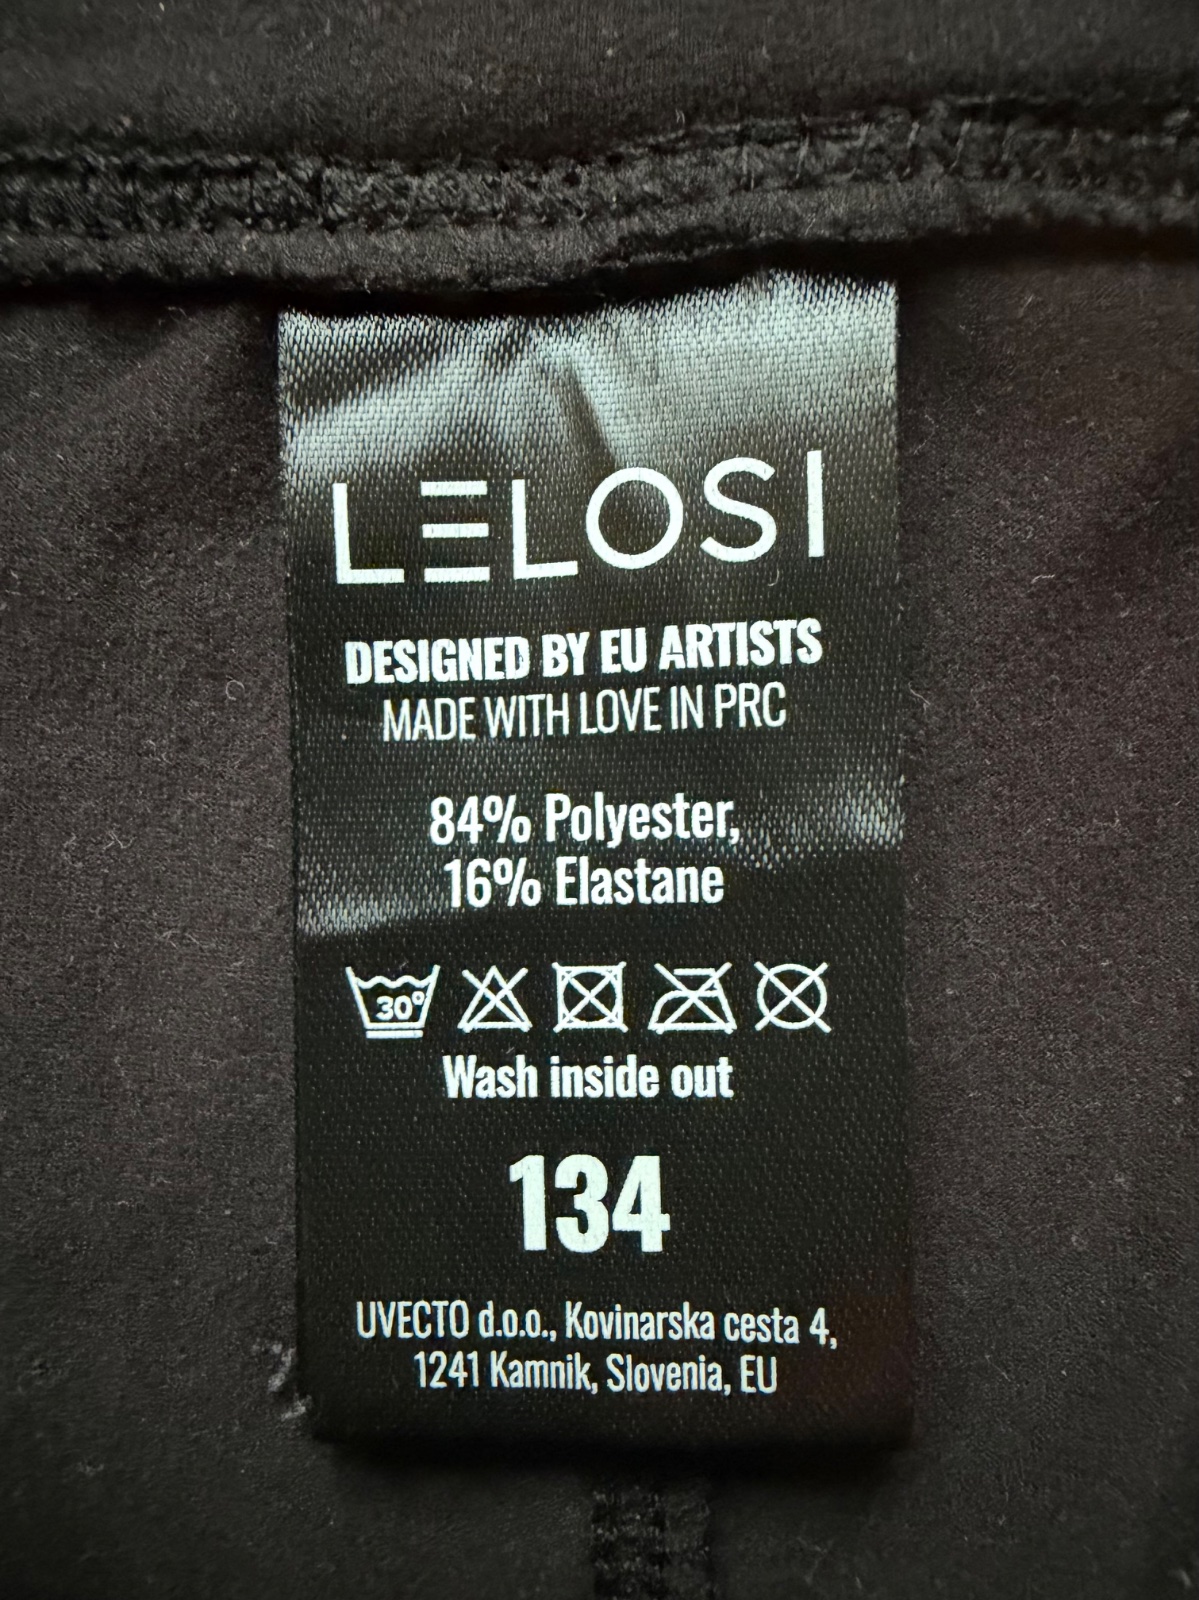 LELOSI
DESIGNED BY EU ARTISTS
MADE WITH LOVE IN PRC
84% Polyester,
16% Elastane
30°
Wash inside out
134
UVECTO d.o.o., Kovinarska cesta 4,
1241 Kamnik, Slovenia, EU